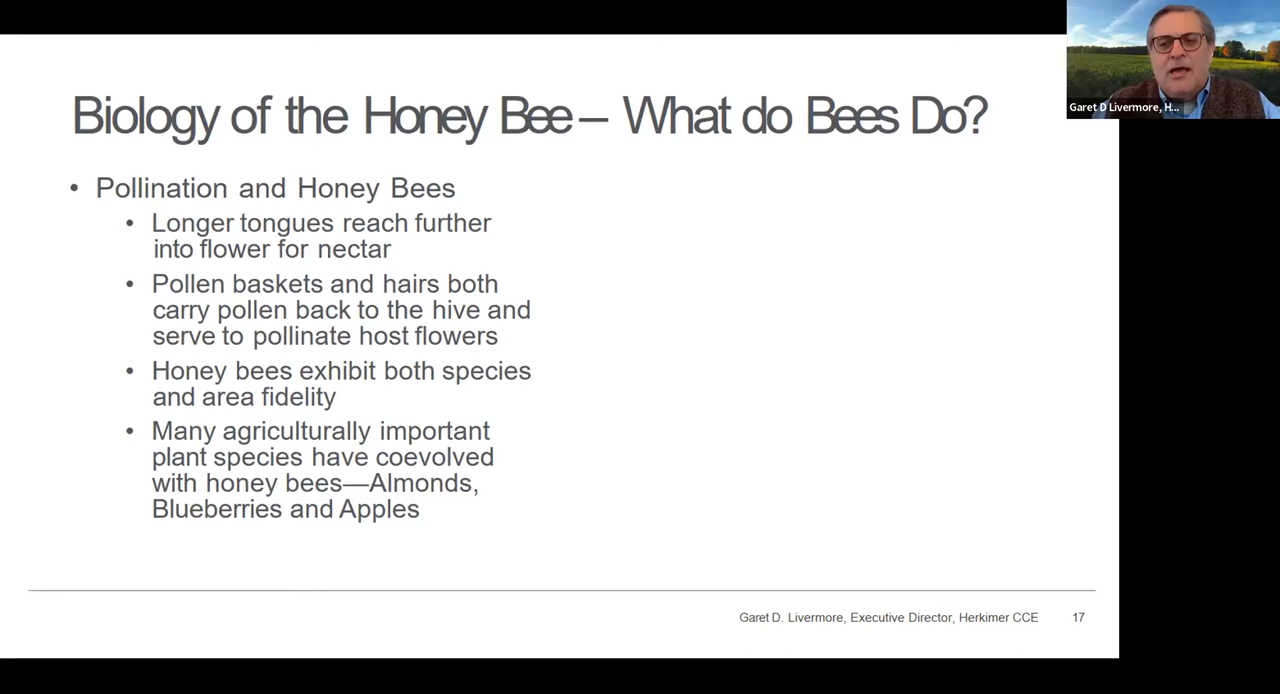 Biology of the Honey Bee – What do Bees Do?
• Pollination and Honey Bees
• Longer tongues reach further
into flower for nectar
• Pollen baskets and hairs both
carry pollen back to the hive and
serve to pollinate host flowers
• Honey bees exhibit both species
and area fidelity
• Many agriculturally important
plant species have coevolved
with honey bees—Almonds,
Blueberries and Apples
Garet D. Livermore, Executive Director, Herkimer CCE 17
Garet D Livermore, H...